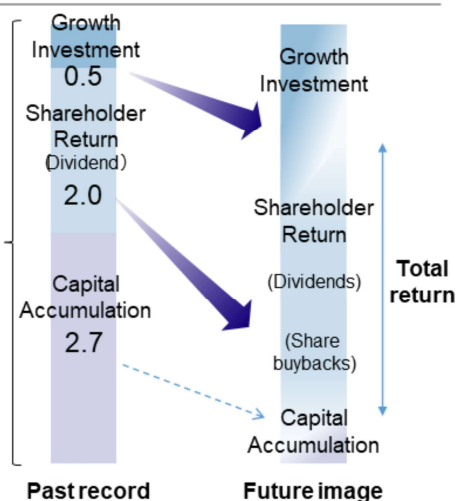 Growth
Investment
0.5
Shareholder
Return
(Dividend)
2.0
Capital
Accumulation
2.7
Past record
Growth
Investment
Shareholder
Return
(Dividends)
(Share
buybacks)
Capital
Accumulation
Future image
Total
return